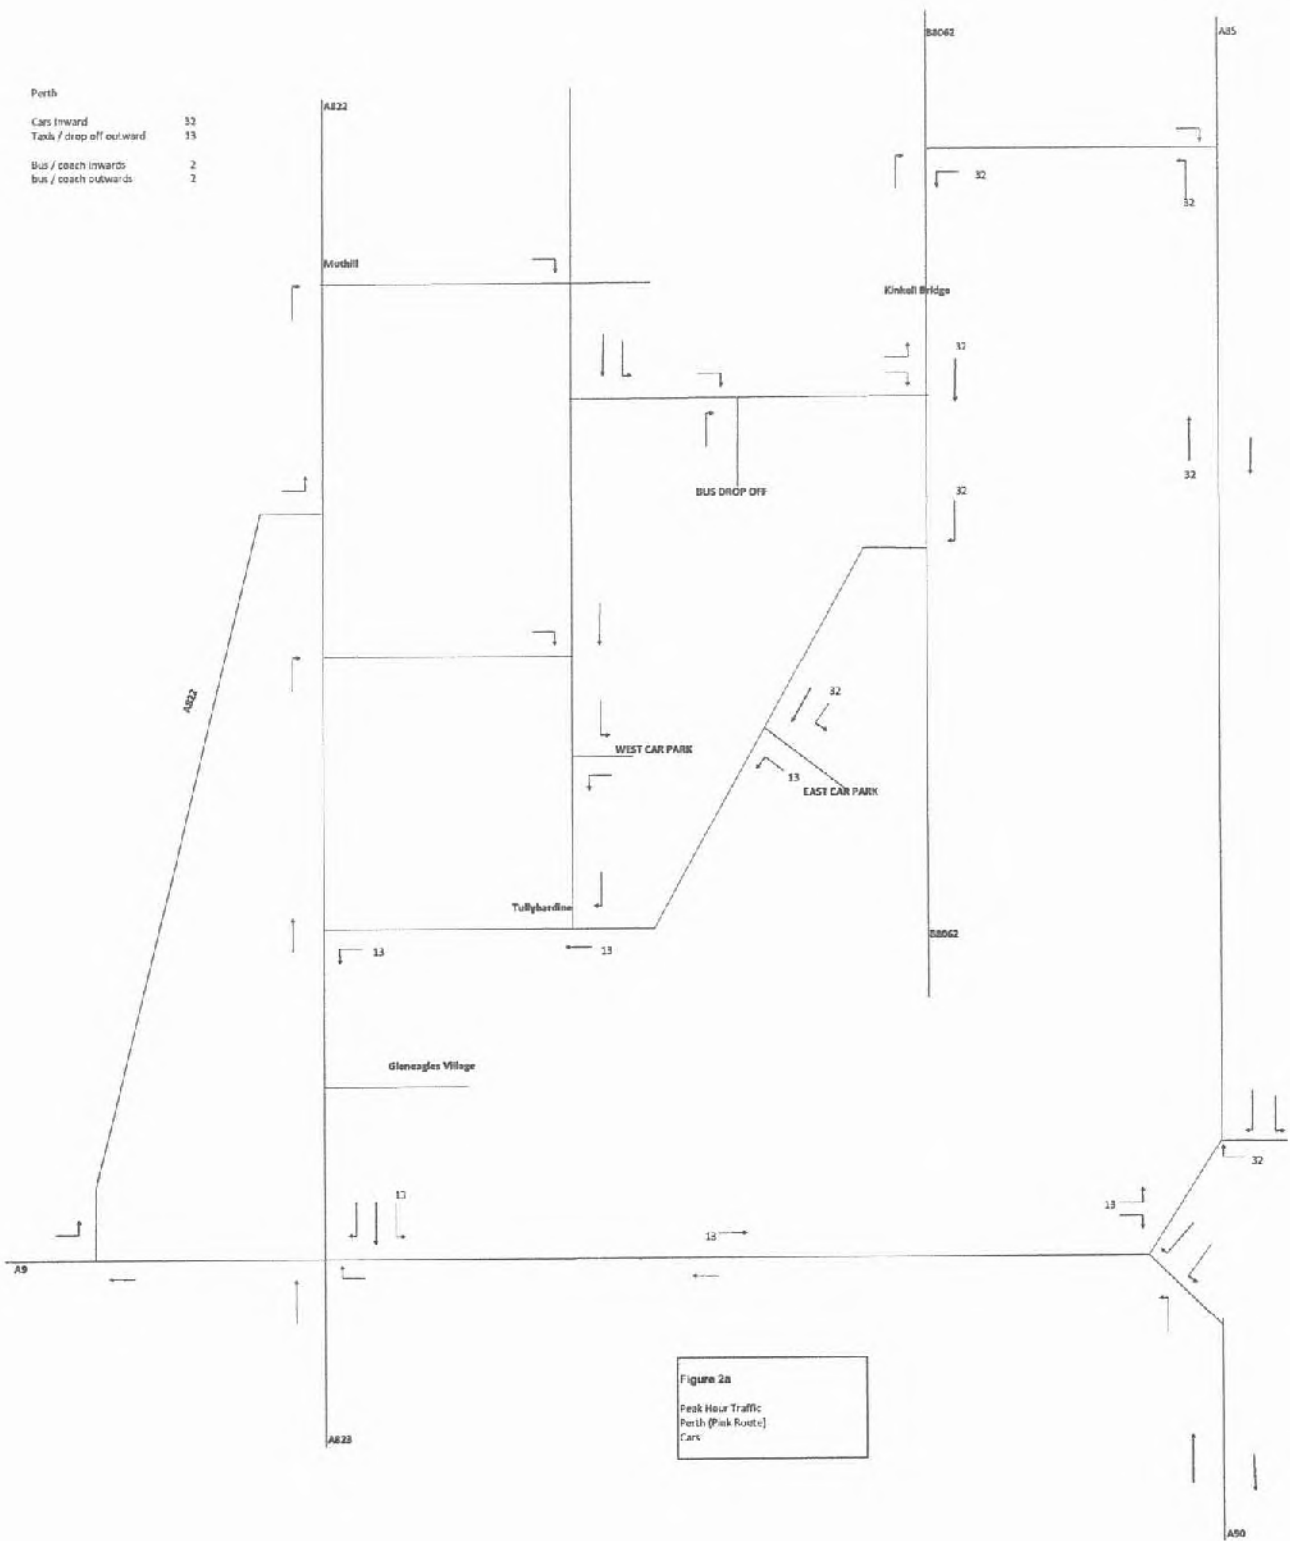 B8062
A85
Perth
A822
Cars inward 32
Taxis / drop off outward 13
Bus / coach inwards 2
bus / coach outwards 2
32
32
Muthill
Kinkell Bridge
32
32
BUS DROP OFF
32
A822
32
WEST CAR PARK
13
EAST CAR PARK
Tullybardine
B8062
13
13
Gleneagles Village
32
13
13
13
A9
Figure 2a
Peak Hour Traffic
Perth (Pink Route)
Cars
A823
A90